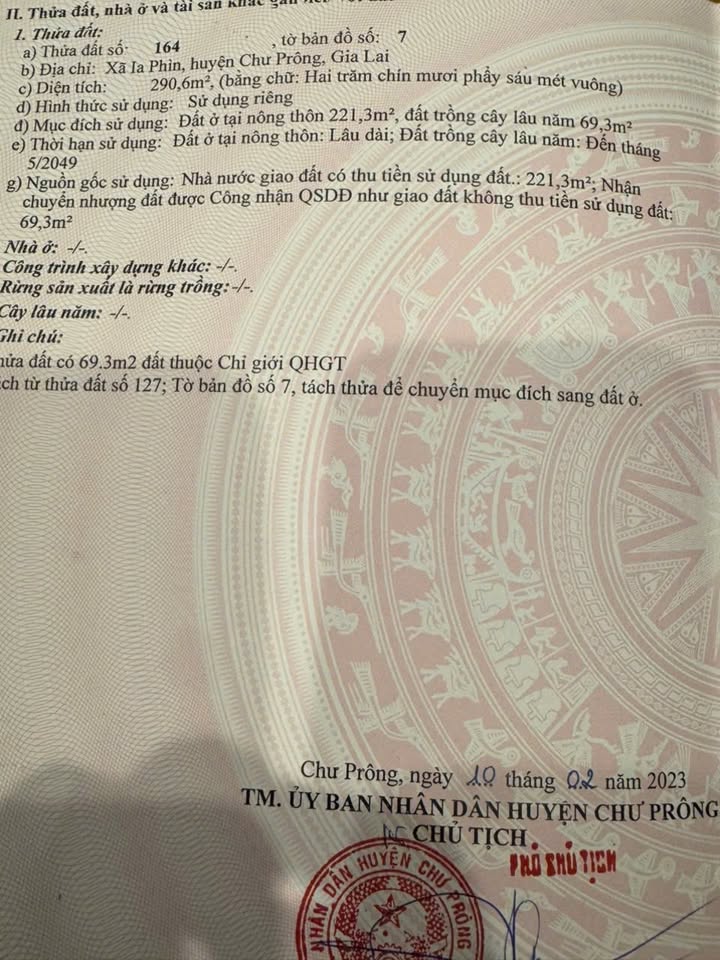 II. Thửa đất, nhà ở và tài sản khác gắn
1. Thửa đất:
a) Thửa đất số: 164 , tờ bản đồ số: 7
b) Địa chỉ: Xã Ia Phìn, huyện Chư Prông, Gia Lai
c) Diện tích: 290,6m², (bằng chữ: Hai trăm chín mươi phẩy sáu mét vuông)
d) Hình thức sử dụng: Sử dụng riêng
đ) Mục đích sử dụng: Đất ở tại nông thôn 221,3m², đất trồng cây lâu năm 69,3m²
e) Thời hạn sử dụng: Đất ở tại nông thôn: Lâu dài; Đất trồng cây lâu năm: Đến tháng
5/2049
g) Nguồn gốc sử dụng: Nhà nước giao đất có thu tiền sử dụng đất.: 221,3m²; Nhận
chuyển nhượng đất được Công nhận QSDĐ như giao đất không thu tiền sử dụng đất:
69,3m²
Nhà ở: -/-.
Công trình xây dựng khác: -/-.
Rừng sản xuất là rừng trồng: -/-.
Cây lâu năm: -/-.
Ghi chú:
hửa đất có 69.3m2 đất thuộc Chỉ giới QHGT
ch từ thửa đất số 127; Tờ bản đồ số 7, tách thửa để chuyển mục đích sang đất ở.
Chư Prông, ngày 10 tháng 02 năm 2023
TM. ỦY BAN NHÂN DÂN HUYỆN CHƯ PRÔNG
CHỦ TỊCH
PHÓ CHỦ TỊCH
NHÂN DÂN HUYỆN CHƯ PRÔNG